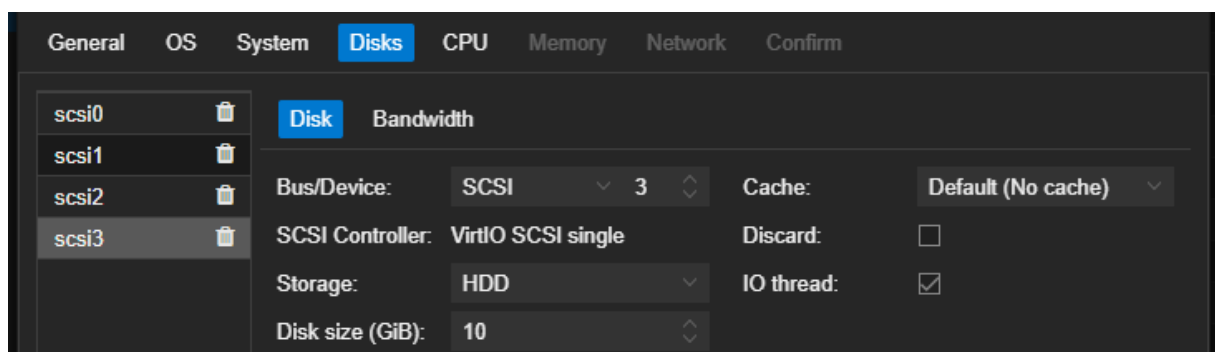 General OS System Disks CPU Memory Network Confirm
scsi0
scsi1
scsi2
scsi3
Disk Bandwidth
Bus/Device: SCSI 3 Cache: Default (No cache)
SCSI Controller: VirtIO SCSI single Discard:
Storage: HDD IO thread:
Disk size (GiB): 10